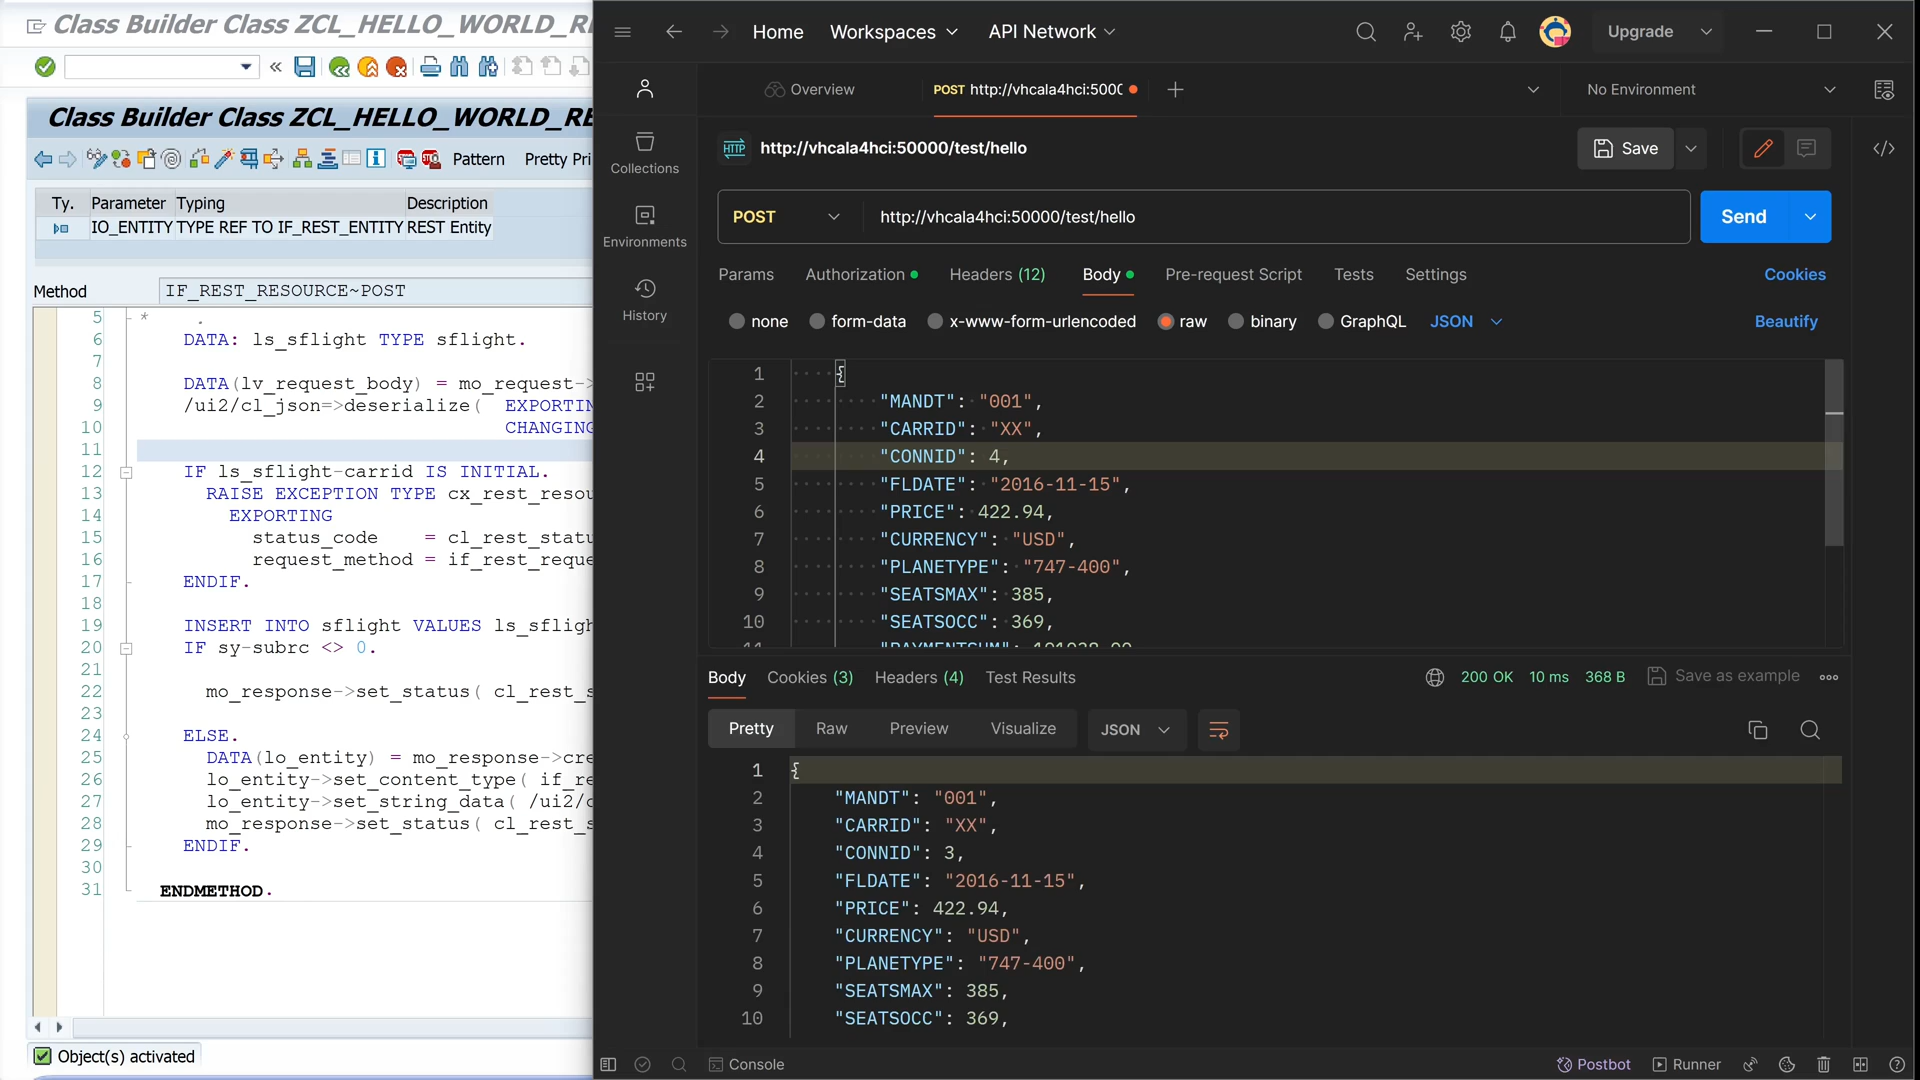 Class Builder Class ZCL_HELLO_WORLD_RE
Class Builder Class ZCL_HELLO_WORLD_RE
Pattern
Pretty Pri
Ty. Parameter Typing Description
IO_ENTITY TYPE REF TO IF_REST_ENTITY REST Entity
Method IF_REST_RESOURCE~POST
5 * .
6 DATA: ls_sflight TYPE sflight.
7
8 DATA(lv_request_body) = mo_request->
9 /ui2/cl_json=>deserialize( EXPORTIN
10 CHANGING
11
12 IF ls_sflight-carrid IS INITIAL.
13 RAISE EXCEPTION TYPE cx_rest_resou
14 EXPORTING
15 status_code = cl_rest_statu
16 request_method = if_rest_reque
17 ENDIF.
18
19 INSERT INTO sflight VALUES ls_sfligh
20 IF sy-subrc <> 0.
21
22 mo_response->set_status( cl_rest_s
23
24 ELSE.
25 DATA(lo_entity) = mo_response->cre
26 lo_entity->set_content_type( if_re
27 lo_entity->set_string_data( /ui2/c
28 mo_response->set_status( cl_rest_s
29 ENDIF.
30
31 ENDMETHOD.
Object(s) activated
Home Workspaces API Network Upgrade
Overview POST http://vhcala4hci:500( No Environment
HTTP http://vhcala4hci:50000/test/hello Save
Collections
Environments
History
POST http://vhcala4hci:50000/test/hello Send
Params Authorization Headers (12) Body Pre-request Script Tests Settings Cookies
none form-data x-www-form-urlencoded raw binary GraphQL JSON Beautify
1 {
2 "MANDT": "001",
3 "CARRID": "XX",
4 "CONNID": 4,
5 "FLDATE": "2016-11-15",
6 "PRICE": 422.94,
7 "CURRENCY": "USD",
8 "PLANETYPE": "747-400",
9 "SEATSMAX": 385,
10 "SEATSOCC": 369,
Body Cookies (3) Headers (4) Test Results 200 OK 10 ms 368 B Save as example
Pretty Raw Preview Visualize JSON
1 {
2 "MANDT": "001",
3 "CARRID": "XX",
4 "CONNID": 3,
5 "FLDATE": "2016-11-15",
6 "PRICE": 422.94,
7 "CURRENCY": "USD",
8 "PLANETYPE": "747-400",
9 "SEATSMAX": 385,
10 "SEATSOCC": 369,
Console Postbot Runner